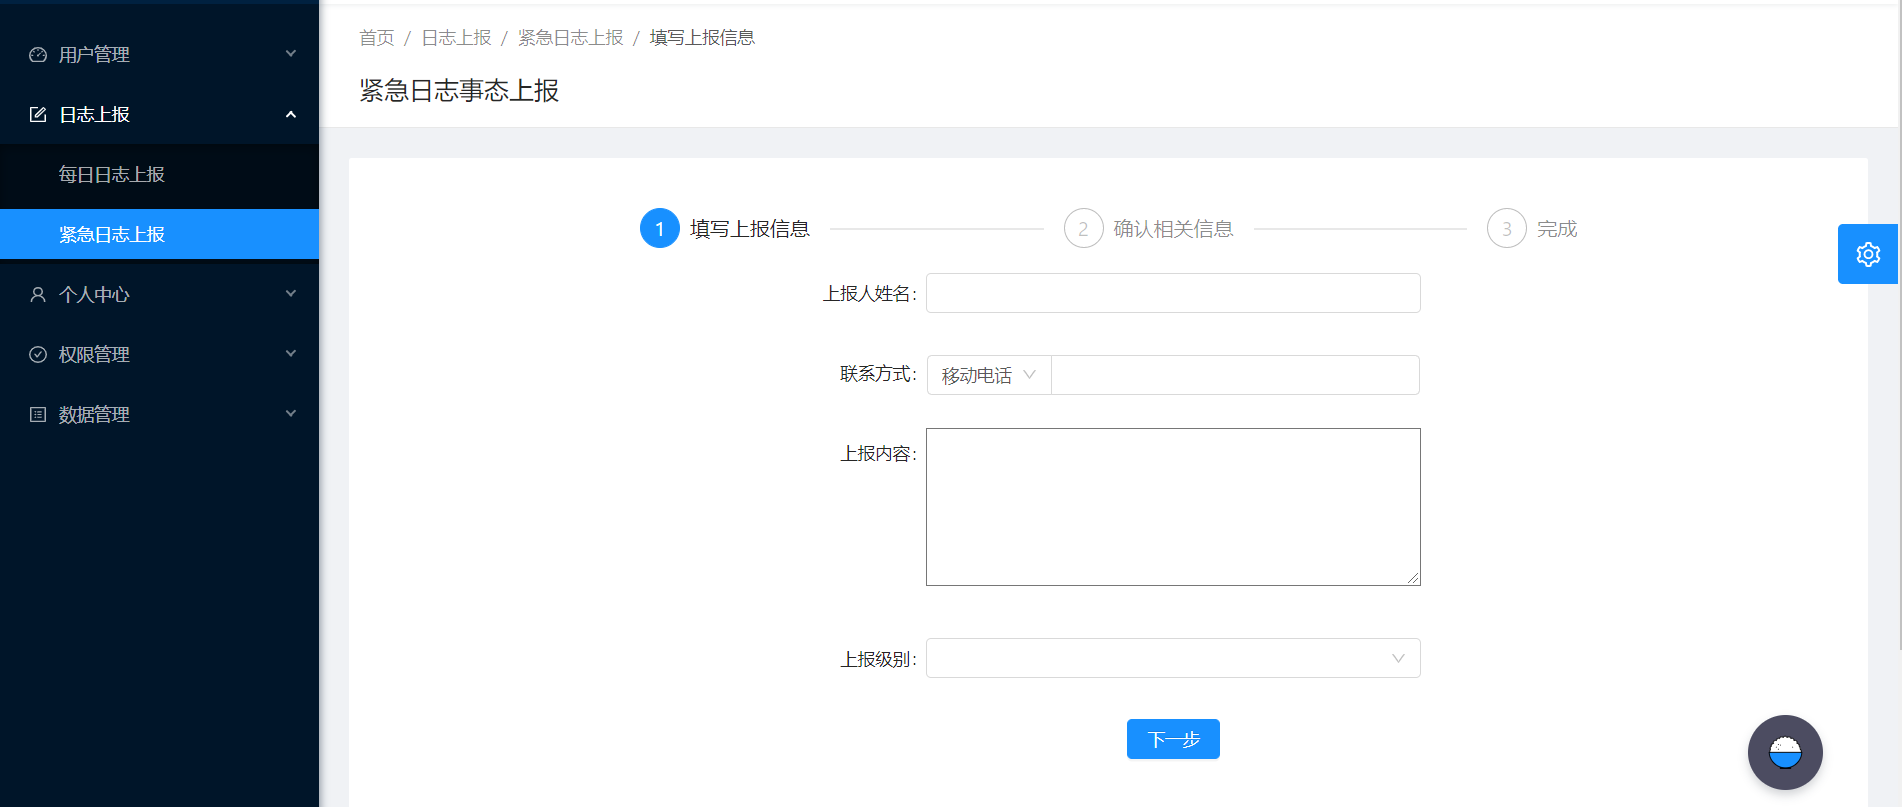 用户管理
日志上报
每日日志上报
紧急日志上报
个人中心
权限管理
数据管理
首页 / 日志上报 / 紧急日志上报 / 填写上报信息
紧急日志事态上报
1 填写上报信息 2 确认相关信息 3 完成
上报人姓名:
联系方式: 移动电话
上报内容:
上报级别:
下一步